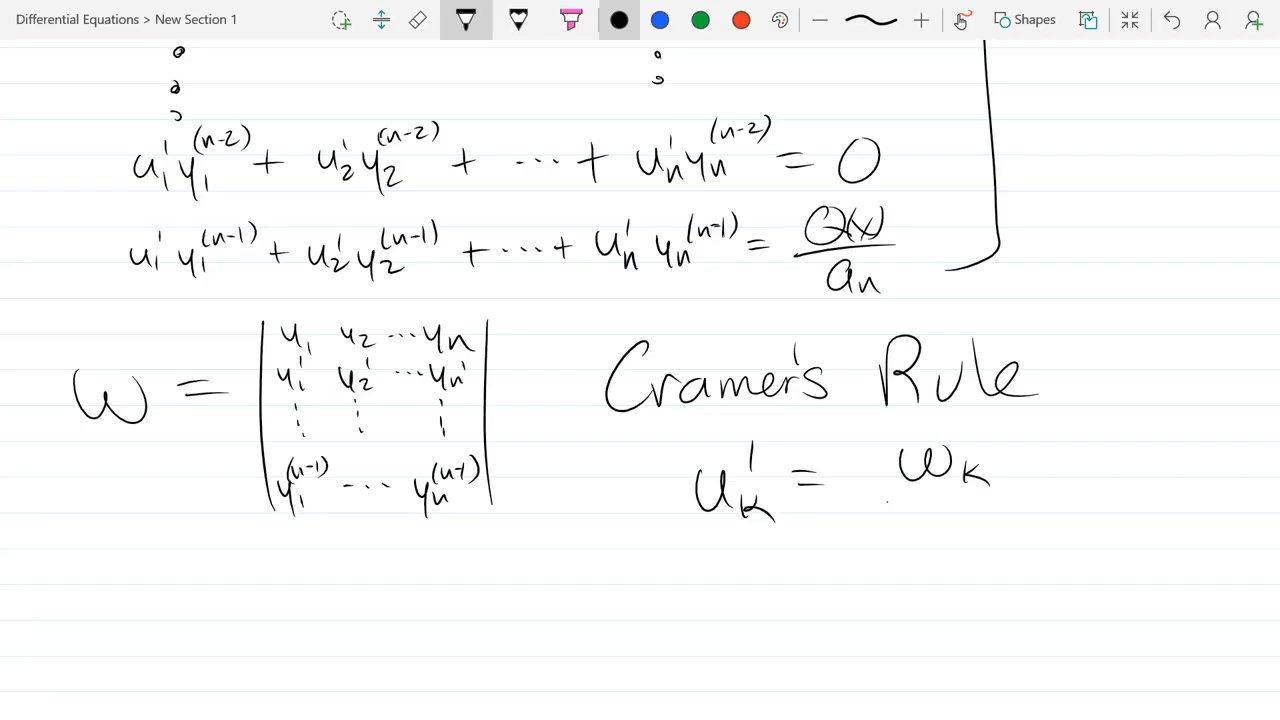 Differential Equations > New Section 1
Shapes
u₁'y₁⁽ⁿ⁻²⁾ + u₂'y₂⁽ⁿ⁻²⁾ + ⋯ + uₙ'yₙ⁽ⁿ⁻²⁾ = 0
u₁'y₁⁽ⁿ⁻¹⁾ + u₂'y₂⁽ⁿ⁻¹⁾ + ⋯ + uₙ'yₙ⁽ⁿ⁻¹⁾ = Q(x)/aₙ
W = | y₁ y₂ ⋯ yₙ |
| y₁' y₂' ⋯ yₙ' |
| ⋮ ⋮ ⋮ |
| y₁⁽ⁿ⁻¹⁾ ⋯ yₙ⁽ⁿ⁻¹⁾ |
Cramer's Rule
uₖ' = Wₖ